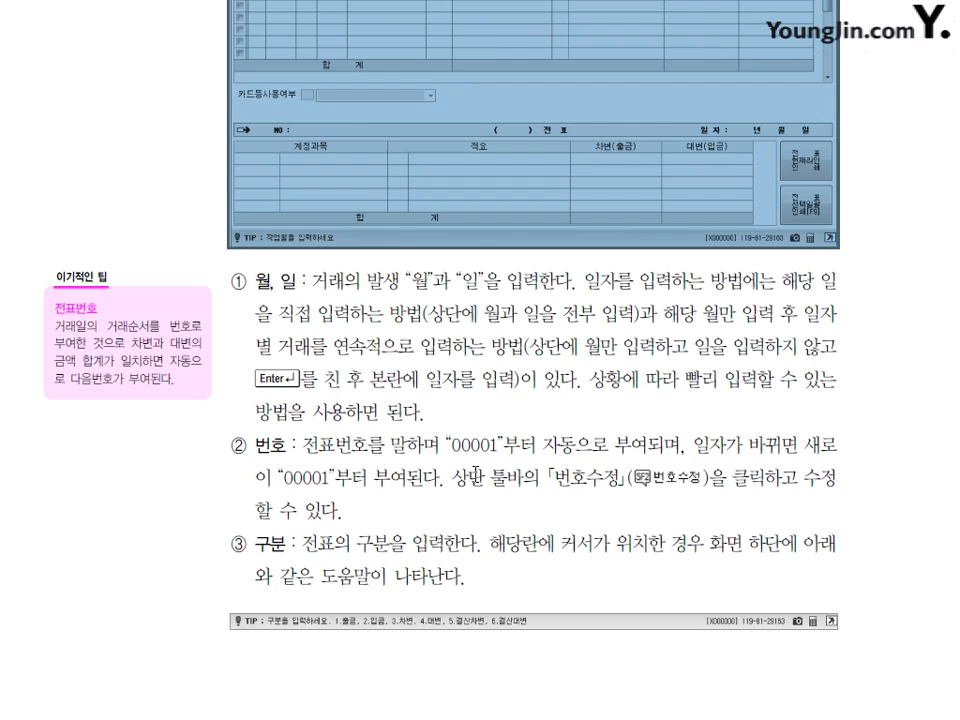 YoungJin.com Y.
합 계
카드등사용여부
NO : ( ) 전 표 일 자 : 년 월 일
계정과목 적요 차변(출금) 대변(입금)
합 계
TIP : 작업월을 입력하세요 119-81-29163
이기적인 팁
전표번호
거래일의 거래순서를 번호로
부여한 것으로 차변과 대변의
금액 합계가 일치하면 자동으
로 다음번호가 부여된다.
① 월, 일 : 거래의 발생 “월”과 “일”을 입력한다. 일자를 입력하는 방법에는 해당 일
을 직접 입력하는 방법(상단에 월과 일을 전부 입력)과 해당 월만 입력 후 일자
별 거래를 연속적으로 입력하는 방법(상단에 월만 입력하고 일을 입력하지 않고
Enter↵를 친 후 본란에 일자를 입력)이 있다. 상황에 따라 빨리 입력할 수 있는
방법을 사용하면 된다.
② 번호 : 전표번호를 말하며 “00001”부터 자동으로 부여되며, 일자가 바뀌면 새로
이 “00001”부터 부여된다. 상단 툴바의 「번호수정」(번호수정)을 클릭하고 수정
할 수 있다.
③ 구분 : 전표의 구분을 입력한다. 해당란에 커서가 위치한 경우 화면 하단에 아래
와 같은 도움말이 나타난다.
TIP : 구분을 입력하세요. 1.출금, 2.입금, 3.차변, 4.대변, 5.결산차변, 6.결산대변 119-81-29163